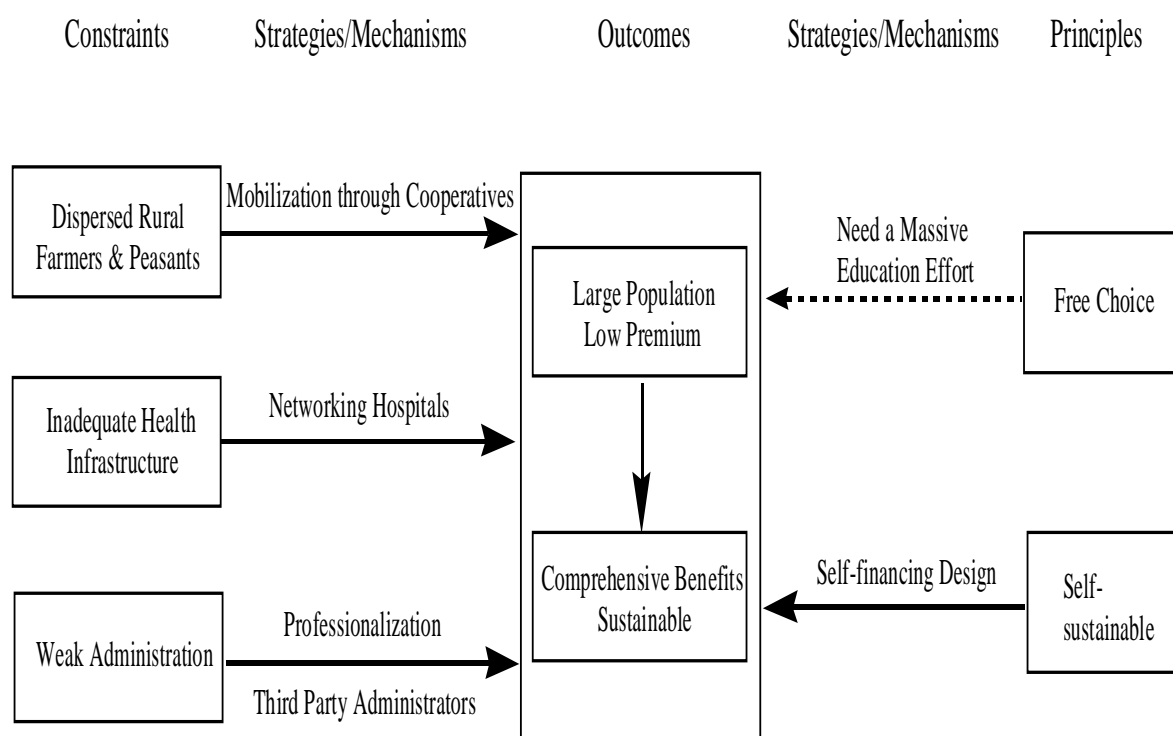 Constraints
Strategies/Mechanisms
Outcomes
Strategies/Mechanisms
Principles
Dispersed Rural
Farmers & Peasants
Mobilization through Cooperatives
Large Population
Low Premium
Need a Massive
Education Effort
Free Choice
Inadequate Health
Infrastructure
Networking Hospitals
Comprehensive Benefits
Sustainable
Self-financing Design
Self-
sustainable
Weak Administration
Professionalization
Third Party Administrators